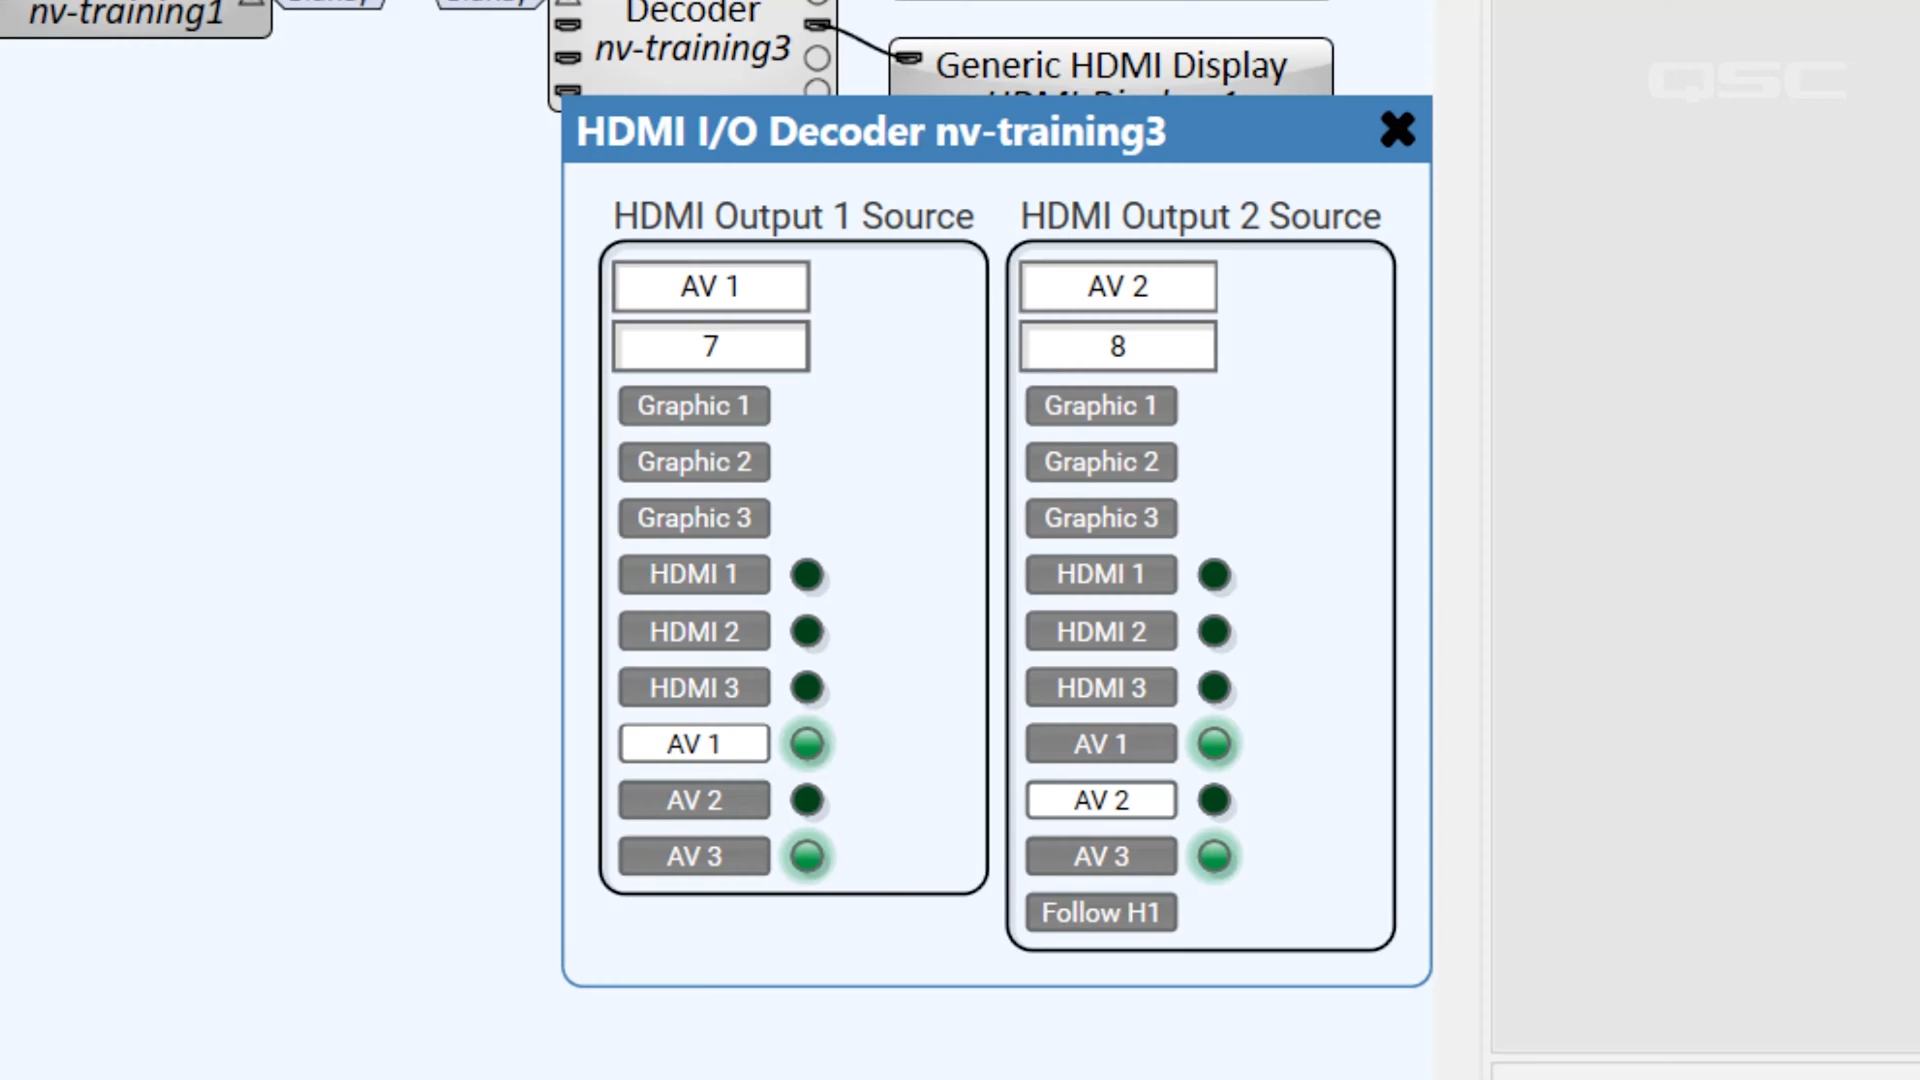 nv-training1
Decoder
nv-training3
Generic HDMI Display
QSC
HDMI I/O Decoder nv-training3
HDMI Output 1 Source
HDMI Output 2 Source
AV 1
7
Graphic 1
Graphic 2
Graphic 3
HDMI 1
HDMI 2
HDMI 3
AV 1
AV 2
AV 3
AV 2
8
Graphic 1
Graphic 2
Graphic 3
HDMI 1
HDMI 2
HDMI 3
AV 1
AV 2
AV 3
Follow H1